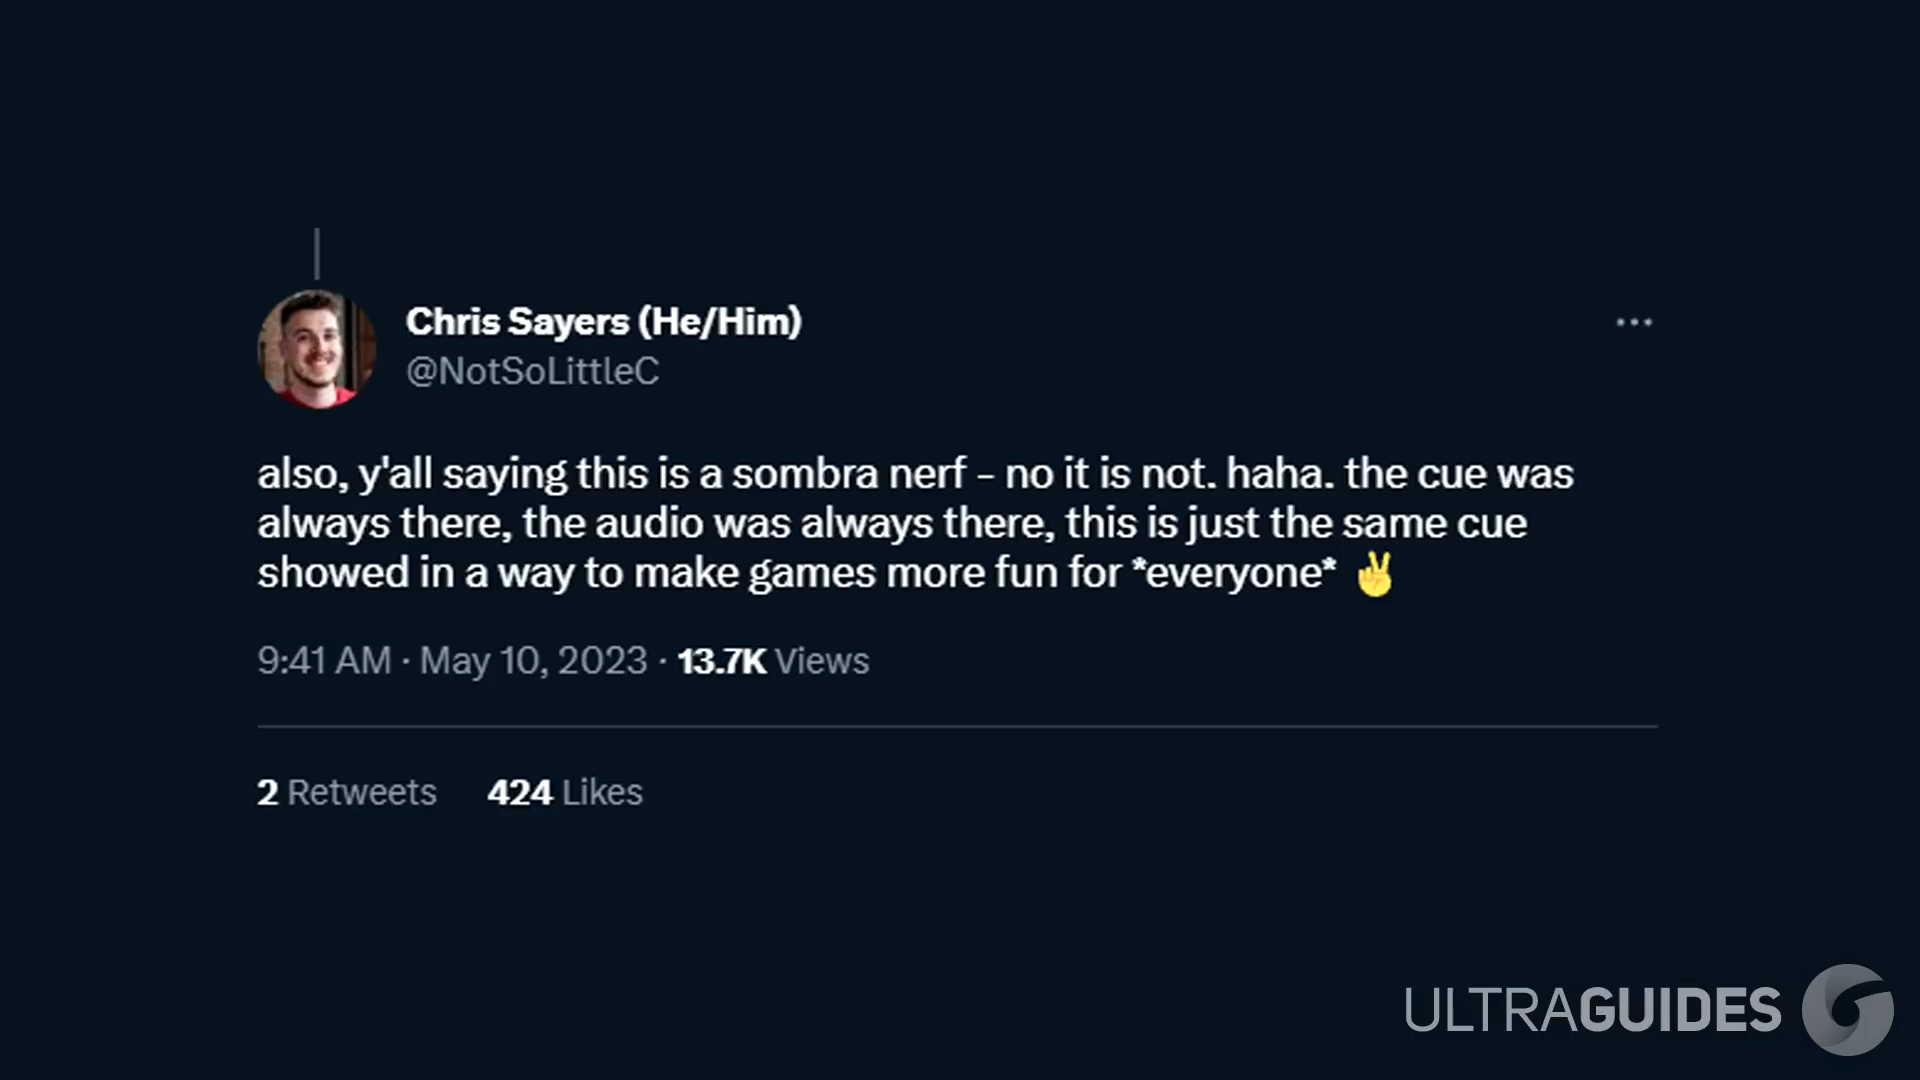 Chris Sayers (He/Him)
@NotSoLittleC
also, y'all saying this is a sombra nerf – no it is not. haha. the cue was
always there, the audio was always there, this is just the same cue
showed in a way to make games more fun for *everyone* ✌️
9:41 AM · May 10, 2023 · 13.7K Views
2 Retweets 424 Likes
ULTRAGUIDES